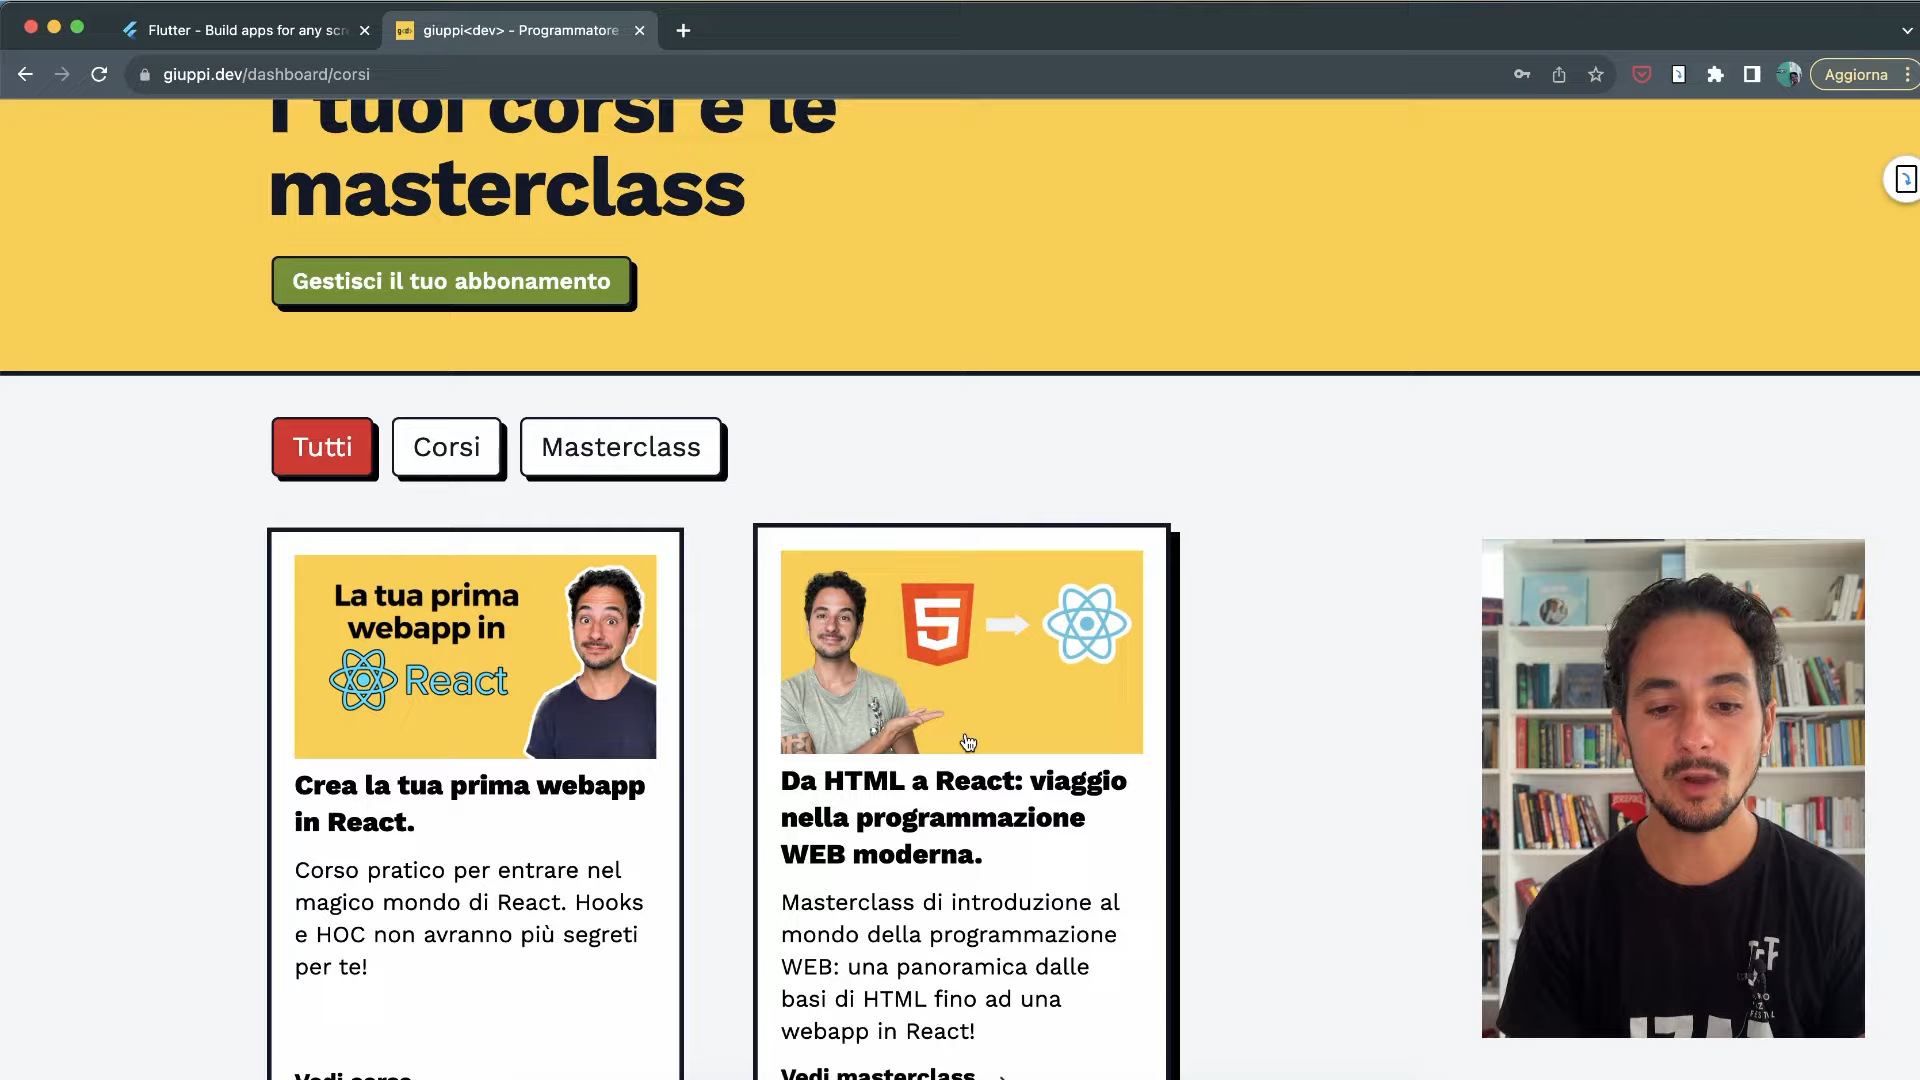 Flutter - Build apps for any scr
giuppi<dev> - Programmatore
giuppi.dev/dashboard/corsi
Aggiorna
I tuoi corsi e le
masterclass
Gestisci il tuo abbonamento
Tutti
Corsi
Masterclass
La tua prima
webapp in
React
Crea la tua prima webapp
in React.
Corso pratico per entrare nel
magico mondo di React. Hooks
e HOC non avranno più segreti
per te!
Vedi corso
5
Da HTML a React: viaggio
nella programmazione
WEB moderna.
Masterclass di introduzione al
mondo della programmazione
WEB: una panoramica dalle
basi di HTML fino ad una
webapp in React!
Vedi masterclass